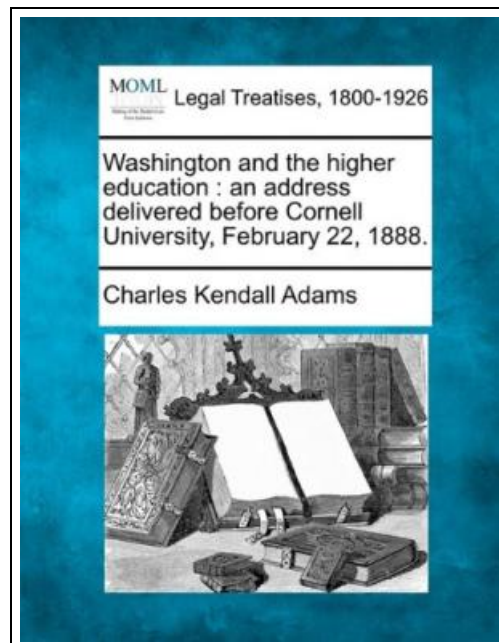 MOML
Legal Treatises, 1800-1926
Washington and the higher
education : an address
delivered before Cornell
University, February 22, 1888.
Charles Kendall Adams